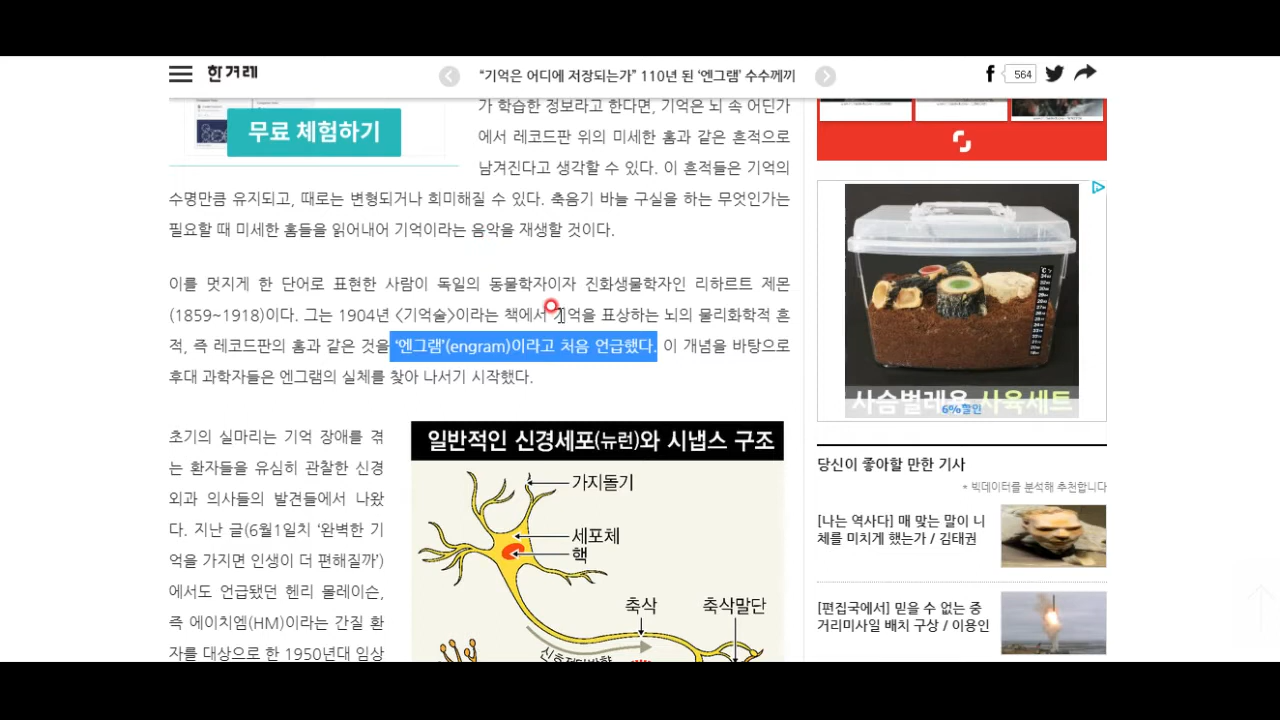 한겨레
“기억은 어디에 저장되는가” 110년 된 ‘엔그램’ 수수께끼
564
무료 체험하기
가 학습한 정보라고 한다면, 기억은 뇌 속 어딘가
에서 레코드판 위의 미세한 홈과 같은 흔적으로
남겨진다고 생각할 수 있다. 이 흔적들은 기억의
수명만큼 유지되고, 때로는 변형되거나 희미해질 수 있다. 축음기 바늘 구실을 하는 무엇인가는
필요할 때 미세한 홈들을 읽어내어 기억이라는 음악을 재생할 것이다.
이를 멋지게 한 단어로 표현한 사람이 독일의 동물학자이자 진화생물학자인 리하르트 제몬
(1859~1918)이다. 그는 1904년 <기억술>이라는 책에서 기억을 표상하는 뇌의 물리화학적 흔
적, 즉 레코드판의 홈과 같은 것을 ‘엔그램’(engram)이라고 처음 언급했다. 이 개념을 바탕으로
후대 과학자들은 엔그램의 실체를 찾아 나서기 시작했다.
초기의 실마리는 기억 장애를 겪
는 환자들을 유심히 관찰한 신경
외과 의사들의 발견들에서 나왔
다. 지난 글(6월1일치 ‘완벽한 기
억을 가지면 인생이 더 편해질까’)
에서도 언급됐던 헨리 몰레이슨,
즉 에이치엠(HM)이라는 간질 환
자를 대상으로 한 1950년대 임상
일반적인 신경세포(뉴런)와 시냅스 구조
가지돌기
세포체
핵
축삭
축삭말단
신호전달방향
사슴벌레용 사육세트
6%할인
당신이 좋아할 만한 기사
* 빅데이터를 분석해 추천합니다
[나는 역사다] 매 맞는 말이 니
체를 미치게 했는가 / 김태권
[편집국에서] 믿을 수 없는 중
거리미사일 배치 구상 / 이용인